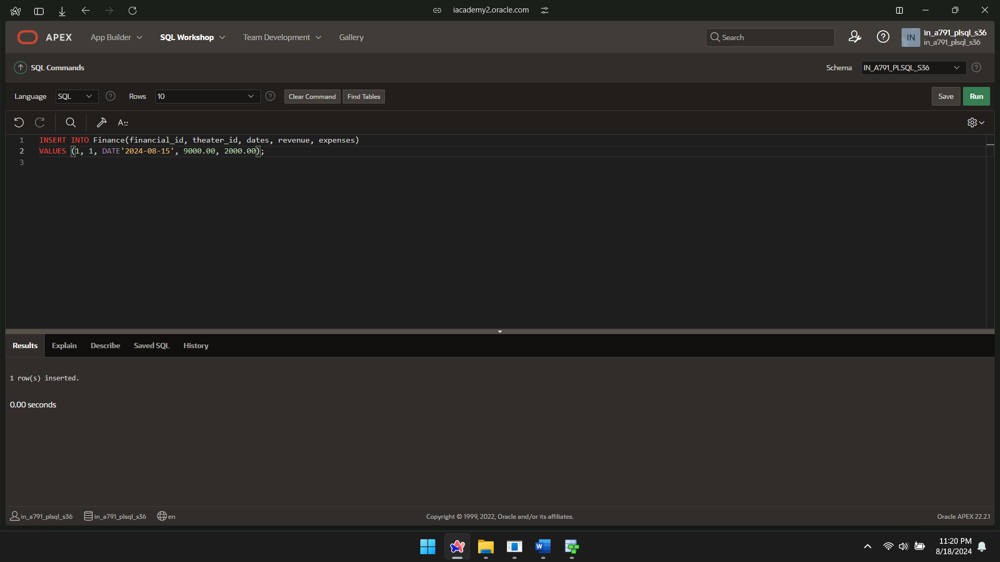 iacademy2.oracle.com
APEX App Builder SQL Workshop Team Development Gallery Search IN in_a791_plsql_s36
in_a791_plsql_s36
SQL Commands Schema IN_A791_PLSQL_S36
Language SQL Rows 10 Clear Command Find Tables Save Run
1 INSERT INTO Finance(financial_id, theater_id, dates, revenue, expenses)
2 VALUES (1, 1, DATE'2024-08-15', 9000.00, 2000.00);
3
Results Explain Describe Saved SQL History
1 row(s) inserted.
0.00 seconds
in_a791_plsql_s36 in_a791_plsql_s36 en Copyright © 1999, 2022, Oracle and/or its affiliates. Oracle APEX 22.2.1
11:20 PM
8/18/2024